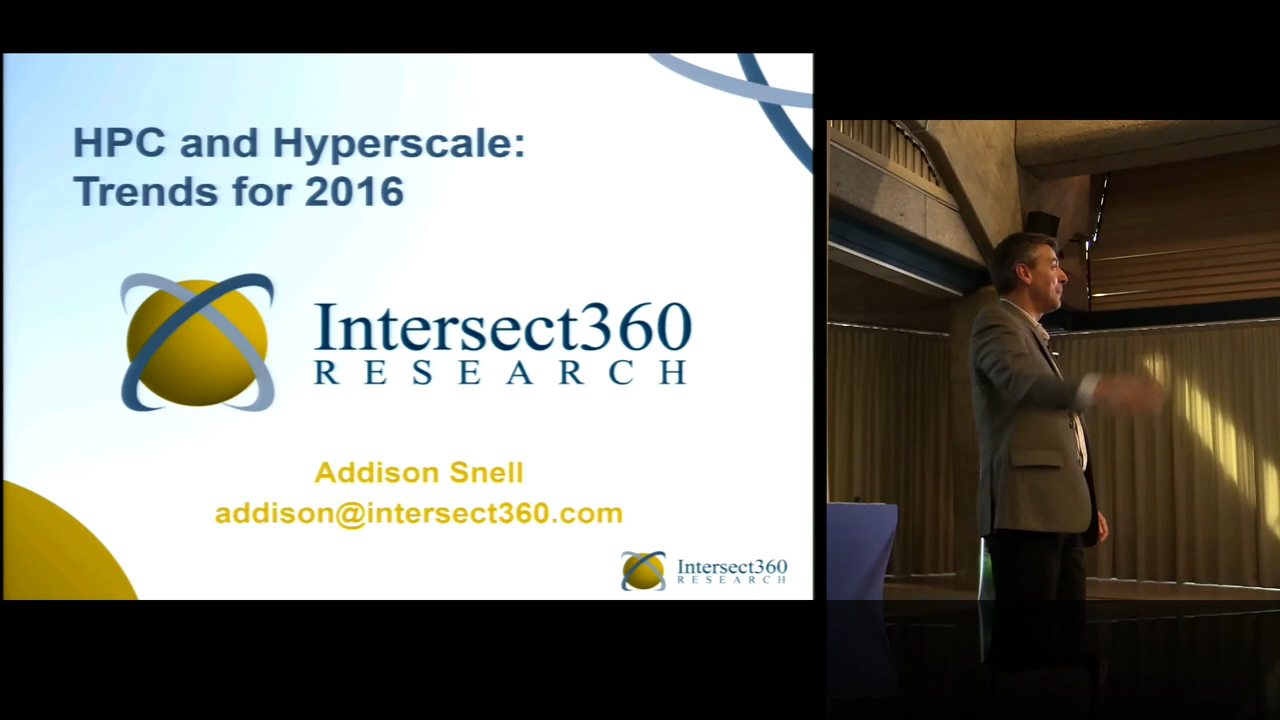 HPC and Hyperscale:
Trends for 2016
Intersect360
RESEARCH
Addison Snell
addison@intersect360.com
Intersect360
RESEARCH